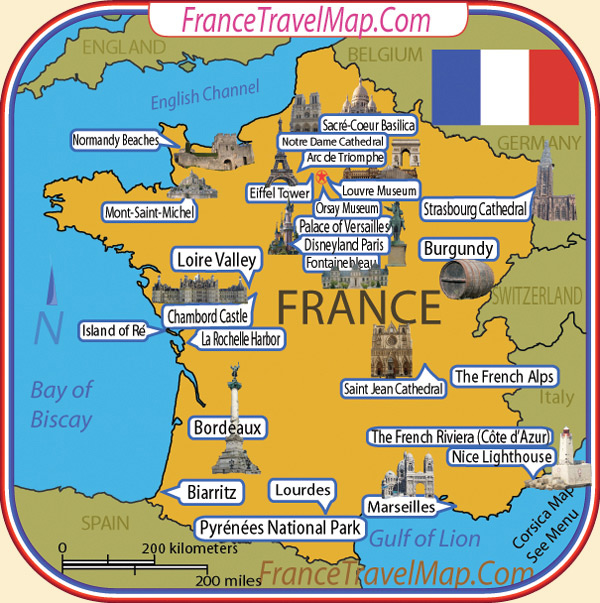 FranceTravelMap.Com
ENGLAND
BELGIUM
English Channel
Sacré-Coeur Basilica
Normandy Beaches
Notre Dame Cathedral
GERMANY
Arc de Triomphe
Eiffel Tower
Louvre Museum
Mont-Saint-Michel
Orsay Museum
Strasbourg Cathedral
Palace of Versailles
Disneyland Paris
Burgundy
Loire Valley
Fontainebleau
SWITZERLAND
FRANCE
Chambord Castle
N
Island of Ré
La Rochelle Harbor
The French Alps
Saint Jean Cathedral
Italy
Bay of
Biscay
Bordeaux
The French Riviera (Côte d'Azur)
Nice Lighthouse
Biarritz
Lourdes
Marseilles
Corsica Map
See Menu
SPAIN
Pyrénées National Park
Gulf of Lion
0 200 kilometers
0 200 miles
FranceTravelMap.Com